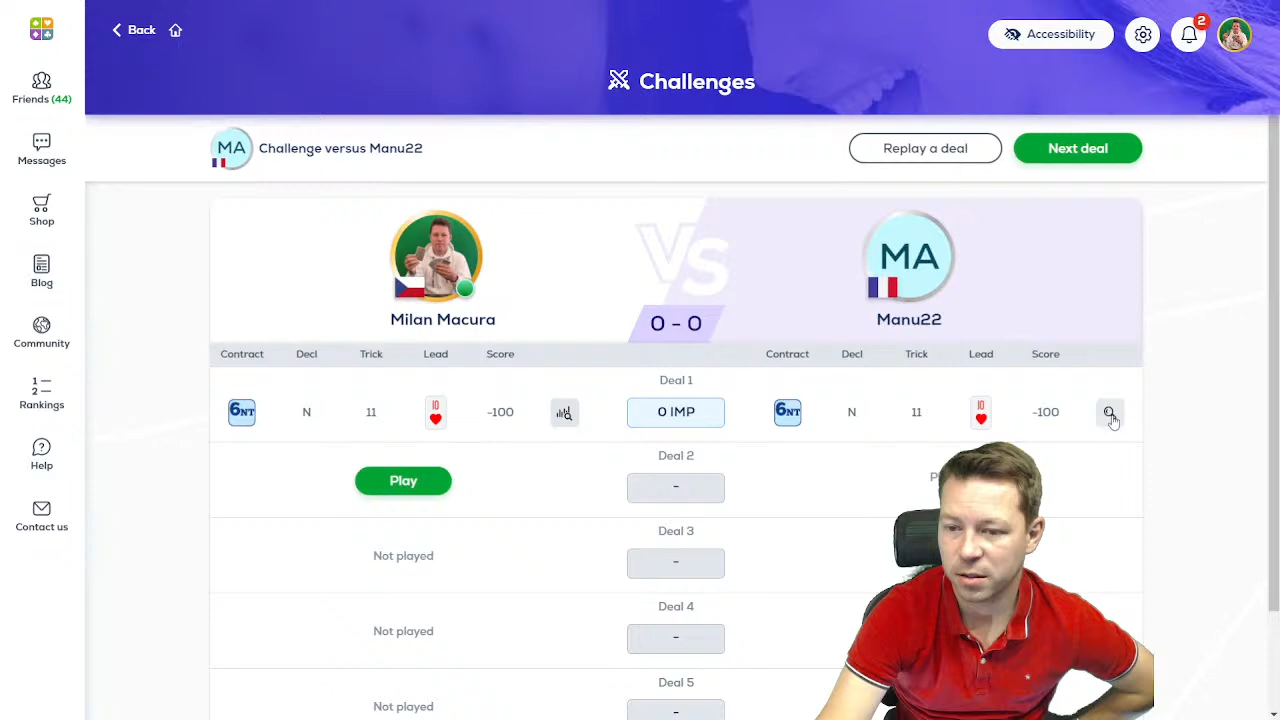 Back
Accessibility
2
Friends (44)
Challenges
Messages
MA
Challenge versus Manu22
Replay a deal
Next deal
Shop
VS
MA
Blog
Milan Macura
0 - 0
Manu22
Community
Contract
Decl
Trick
Lead
Score
Contract
Decl
Trick
Lead
Score
Deal 1
6NT
N
11
10
-100
0 IMP
6NT
N
11
10
-100
1
2
Rankings
Deal 2
Play
-
Help
Deal 3
Not played
-
Contact us
Deal 4
Not played
-
Deal 5
Not played
-